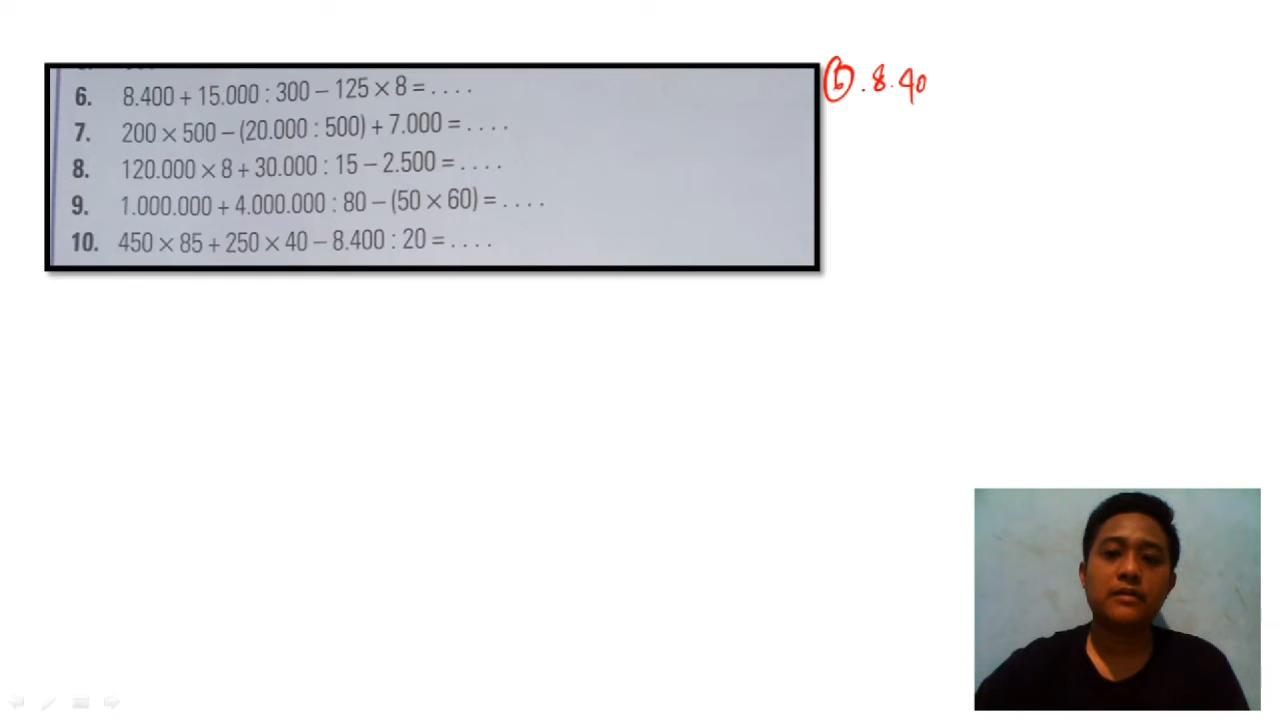 6. 8.400 + 15.000 : 300 – 125 × 8 = . . . .
7. 200 × 500 – (20.000 : 500) + 7.000 = . . . .
8. 120.000 × 8 + 30.000 : 15 – 2.500 = . . . .
9. 1.000.000 + 4.000.000 : 80 – (50 × 60) = . . . .
10. 450 × 85 + 250 × 40 – 8.400 : 20 = . . . .
6. 8.40